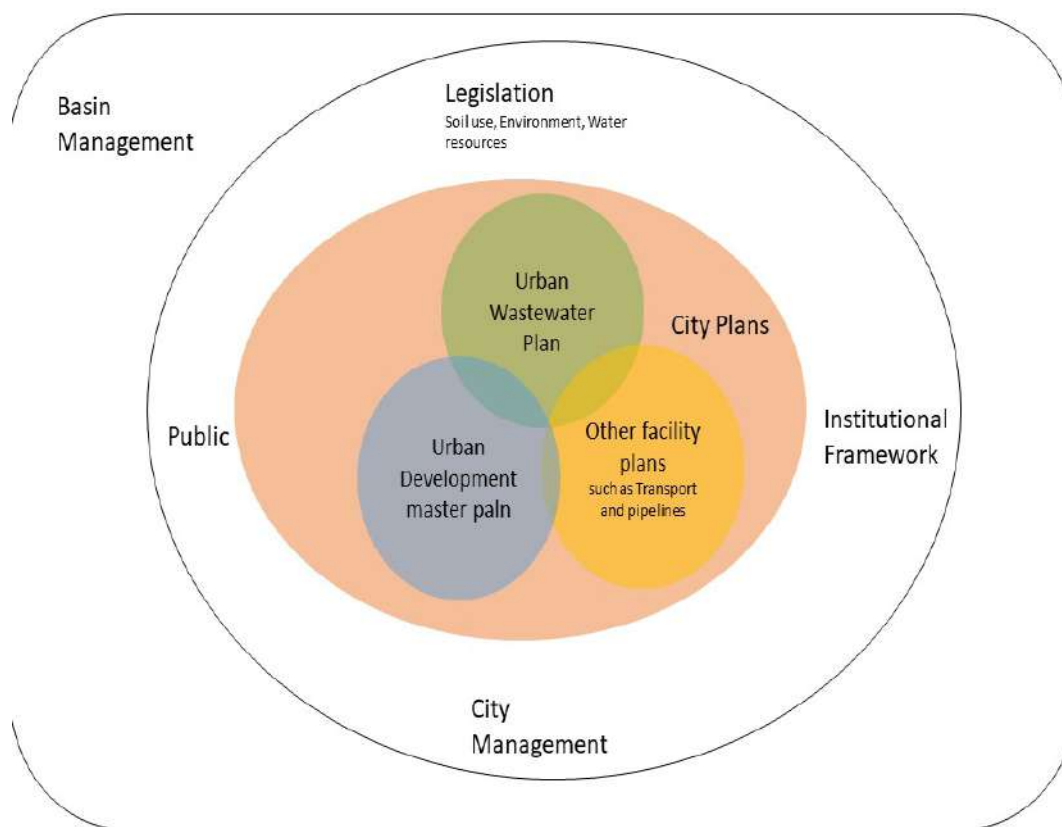 Basin
Management
Legislation
Soil use, Environment, Water
resources
Urban
Wastewater
Plan
City Plans
Public
Urban
Development
master paln
Other facility
plans
such as Transport
and pipelines
Institutional
Framework
City
Management